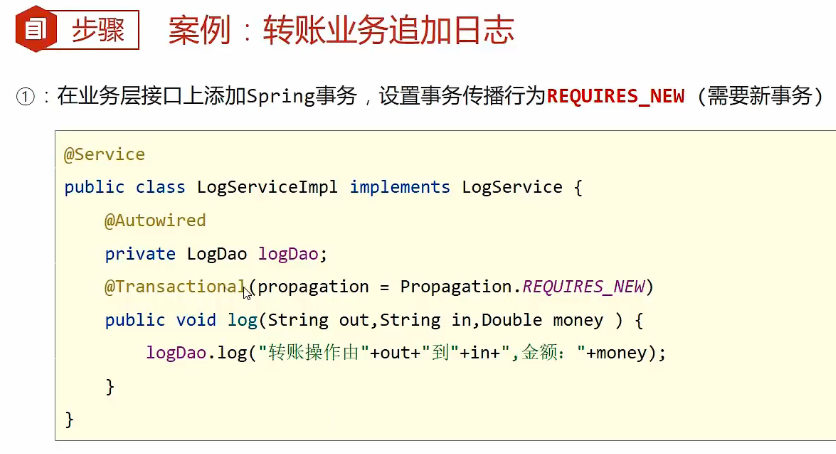 步骤
案例：转账业务追加日志
①：在业务层接口上添加Spring事务，设置事务传播行为REQUIRES_NEW（需要新事务）
@Service
public class LogServiceImpl implements LogService {
    @Autowired
    private LogDao logDao;
    @Transactional(propagation = Propagation.REQUIRES_NEW)
    public void log(String out,String in,Double money ) {
        logDao.log("转账操作由"+out+"到"+in+",金额："+money);
    }
}